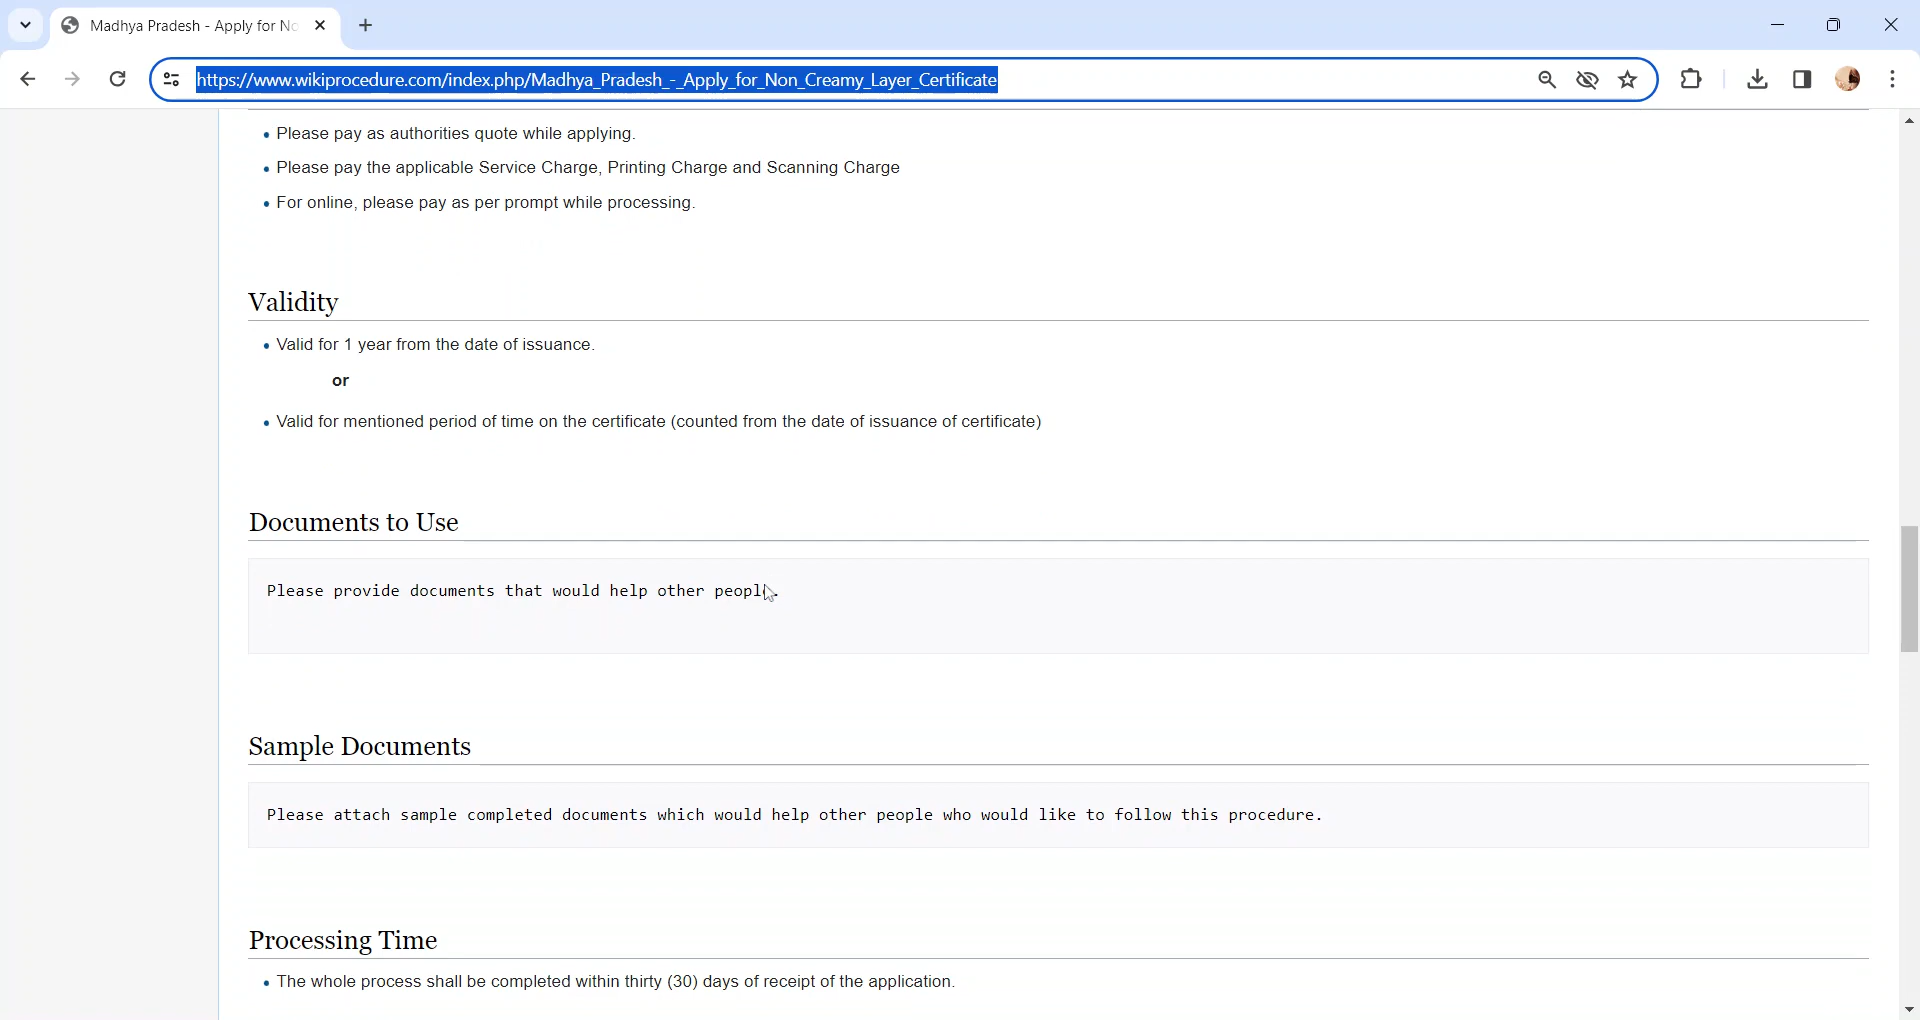 Madhya Pradesh - Apply for No
https://www.wikiprocedure.com/index.php/Madhya_Pradesh_-_Apply_for_Non_Creamy_Layer_Certificate
Please pay as authorities quote while applying.
Please pay the applicable Service Charge, Printing Charge and Scanning Charge
For online, please pay as per prompt while processing.
Validity
Valid for 1 year from the date of issuance.
or
Valid for mentioned period of time on the certificate (counted from the date of issuance of certificate)
Documents to Use
Please provide documents that would help other people.
Sample Documents
Please attach sample completed documents which would help other people who would like to follow this procedure.
Processing Time
The whole process shall be completed within thirty (30) days of receipt of the application.